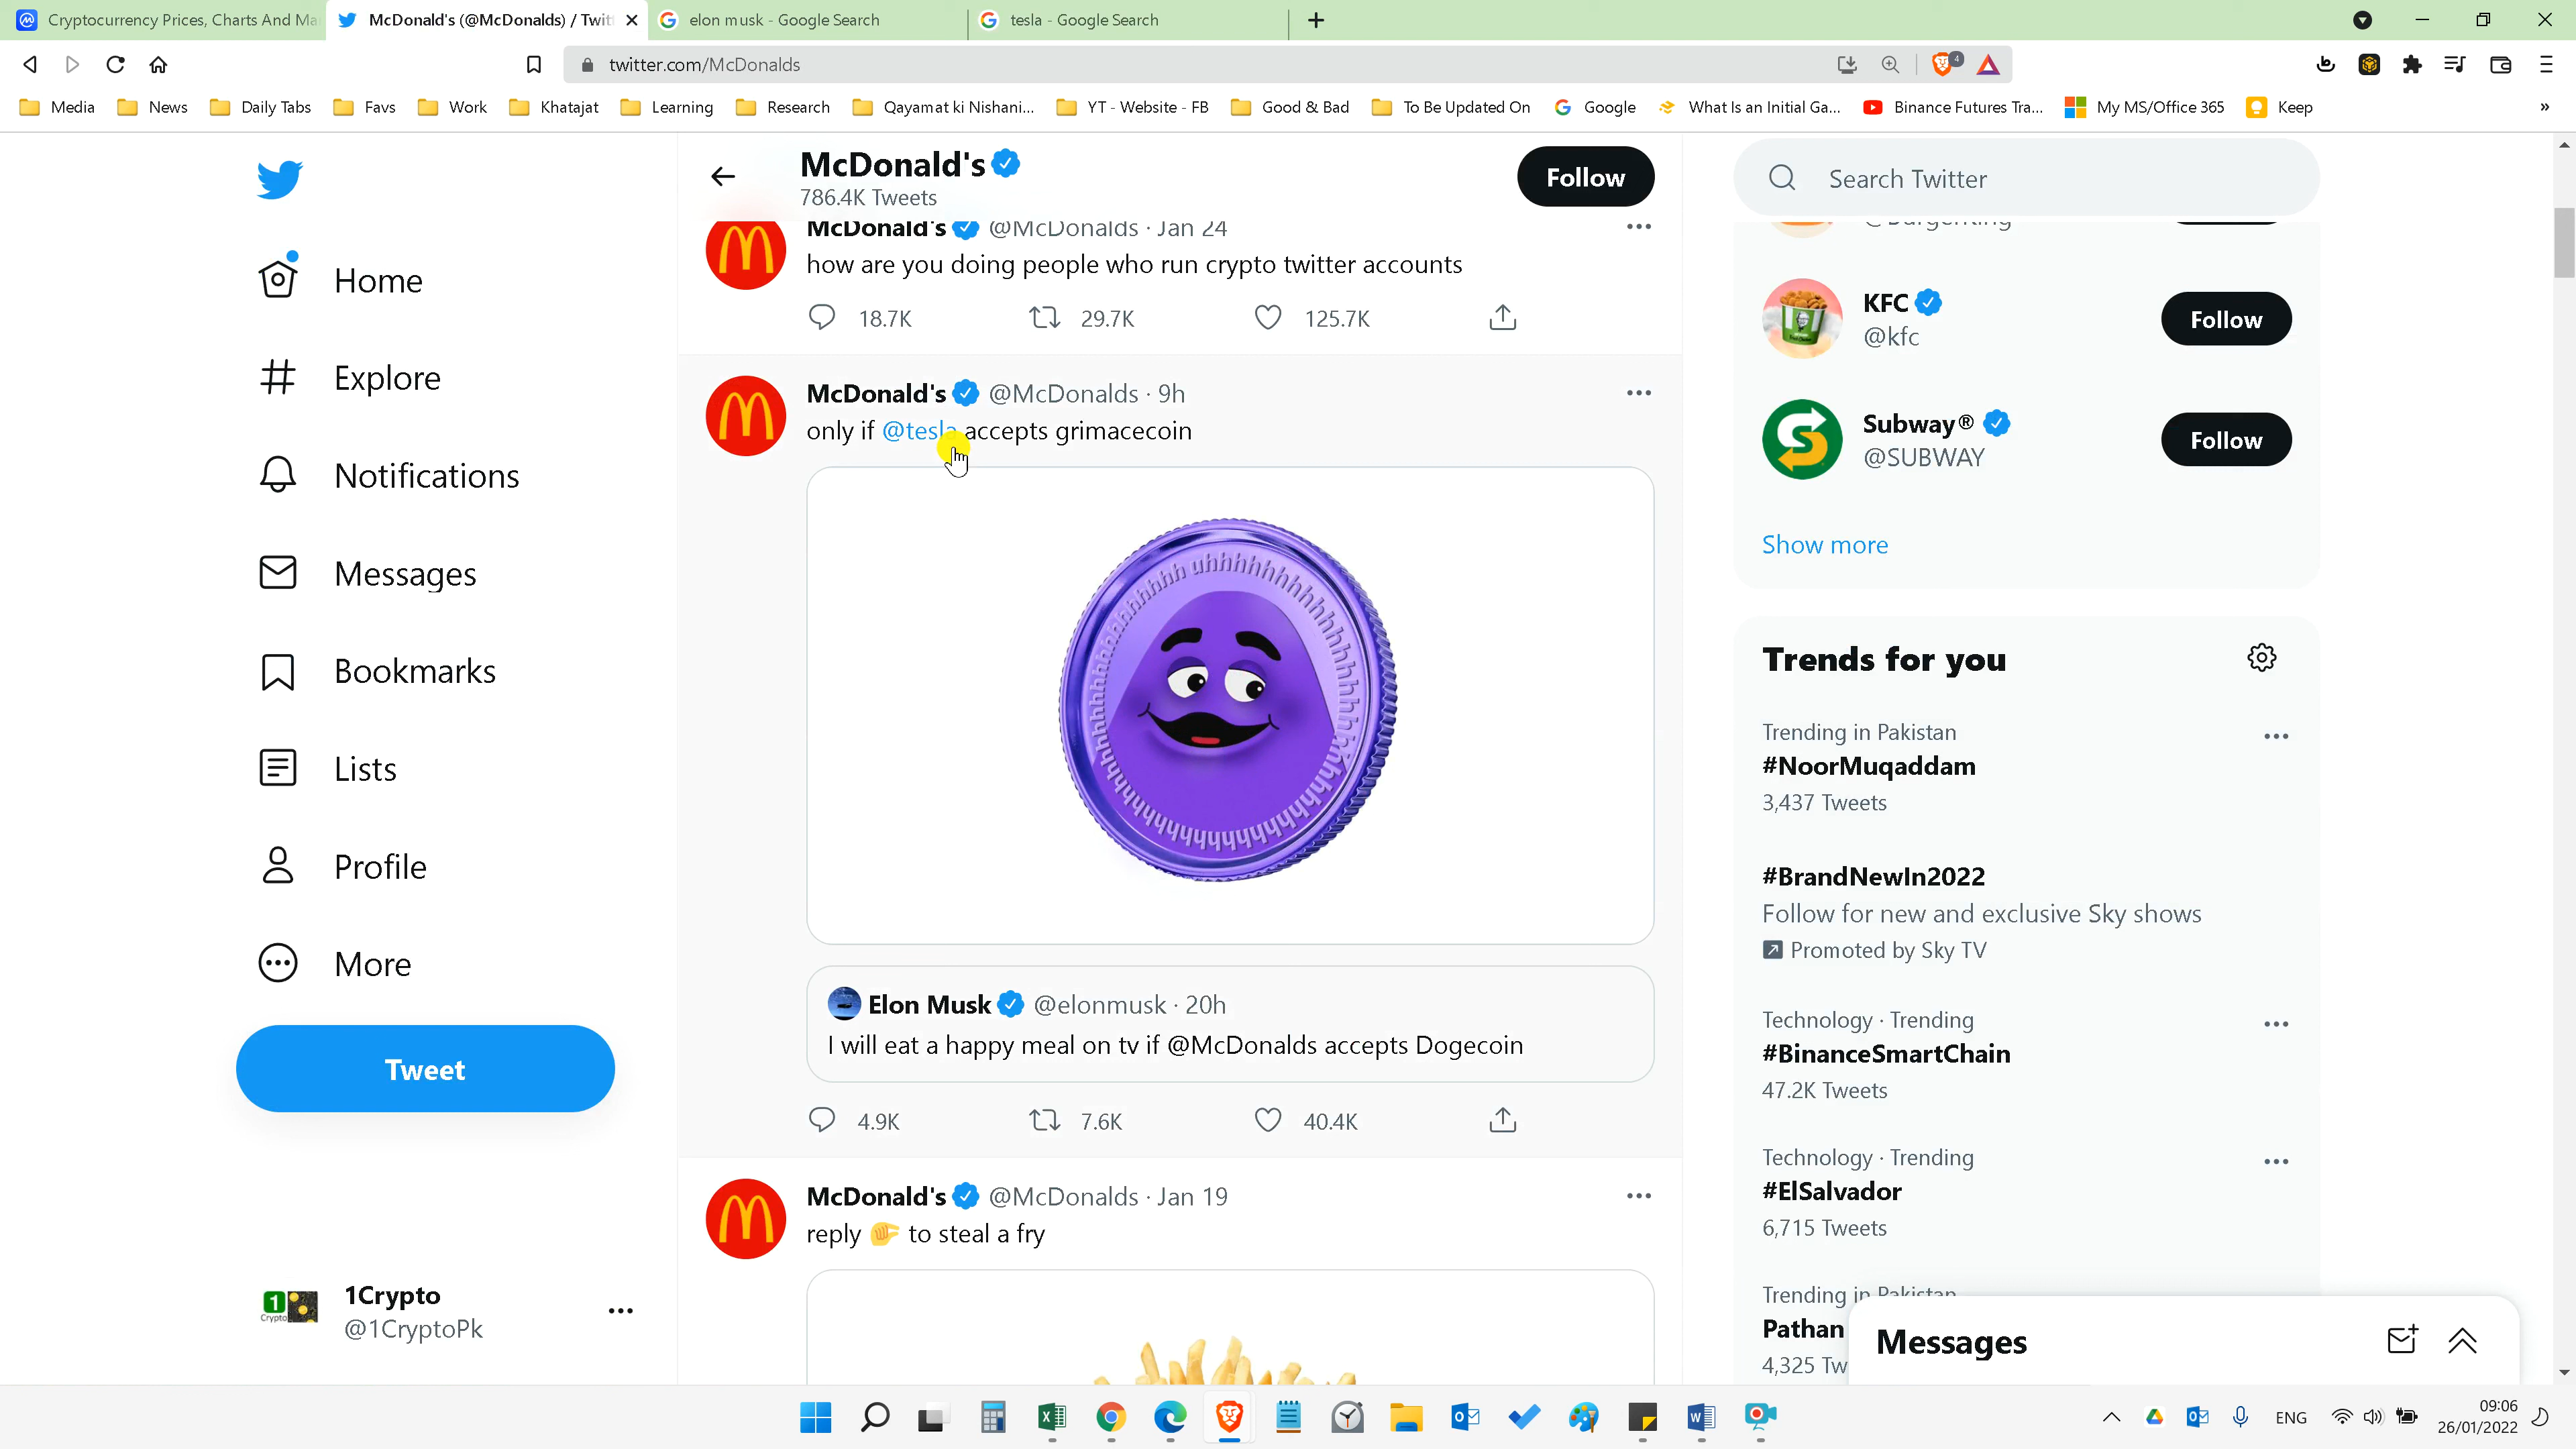 Cryptocurrency Prices, Charts And Ma
McDonald's (@McDonalds) / Twit
elon musk - Google Search
tesla - Google Search
twitter.com/McDonalds
4
Media
News
Daily Tabs
Favs
Work
Khatajat
Learning
Research
Qayamat ki Nishani...
YT - Website - FB
Good & Bad
To Be Updated On
Google
What Is an Initial Ga...
Binance Futures Tra...
My MS/Office 365
Keep
»
Home
Explore
Notifications
Messages
Bookmarks
Lists
Profile
More
Tweet
1Crypto
@1CryptoPk
McDonald's
786.4K Tweets
Follow
McDonald's @McDonalds · Jan 24
how are you doing people who run crypto twitter accounts
18.7K 29.7K 125.7K
McDonald's @McDonalds · 9h
only if @tesla accepts grimacecoin
Elon Musk @elonmusk · 20h
I will eat a happy meal on tv if @McDonalds accepts Dogecoin
4.9K 7.6K 40.4K
McDonald's @McDonalds · Jan 19
reply 🤏 to steal a fry
Search Twitter
@BurgerKing
KFC
@kfc
Follow
Subway®
@SUBWAY
Follow
Show more
Trends for you
Trending in Pakistan
#NoorMuqaddam
3,437 Tweets
#BrandNewIn2022
Follow for new and exclusive Sky shows
Promoted by Sky TV
Technology · Trending
#BinanceSmartChain
47.2K Tweets
Technology · Trending
#ElSalvador
6,715 Tweets
Trending in Pakistan
Pathan
4,325 Tw
Messages
ENG
09:06
26/01/2022